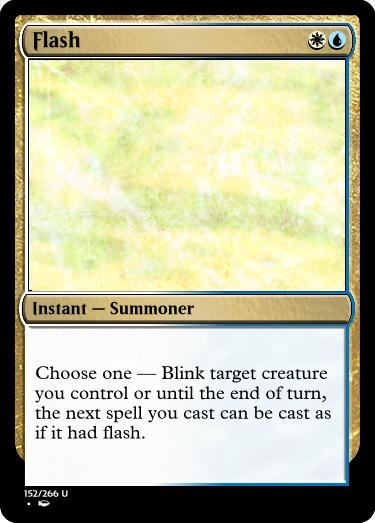 Flash
Instant — Summoner
Choose one — Blink target creature
you control or until the end of turn,
the next spell you cast can be cast as
if it had flash.
152/266 U